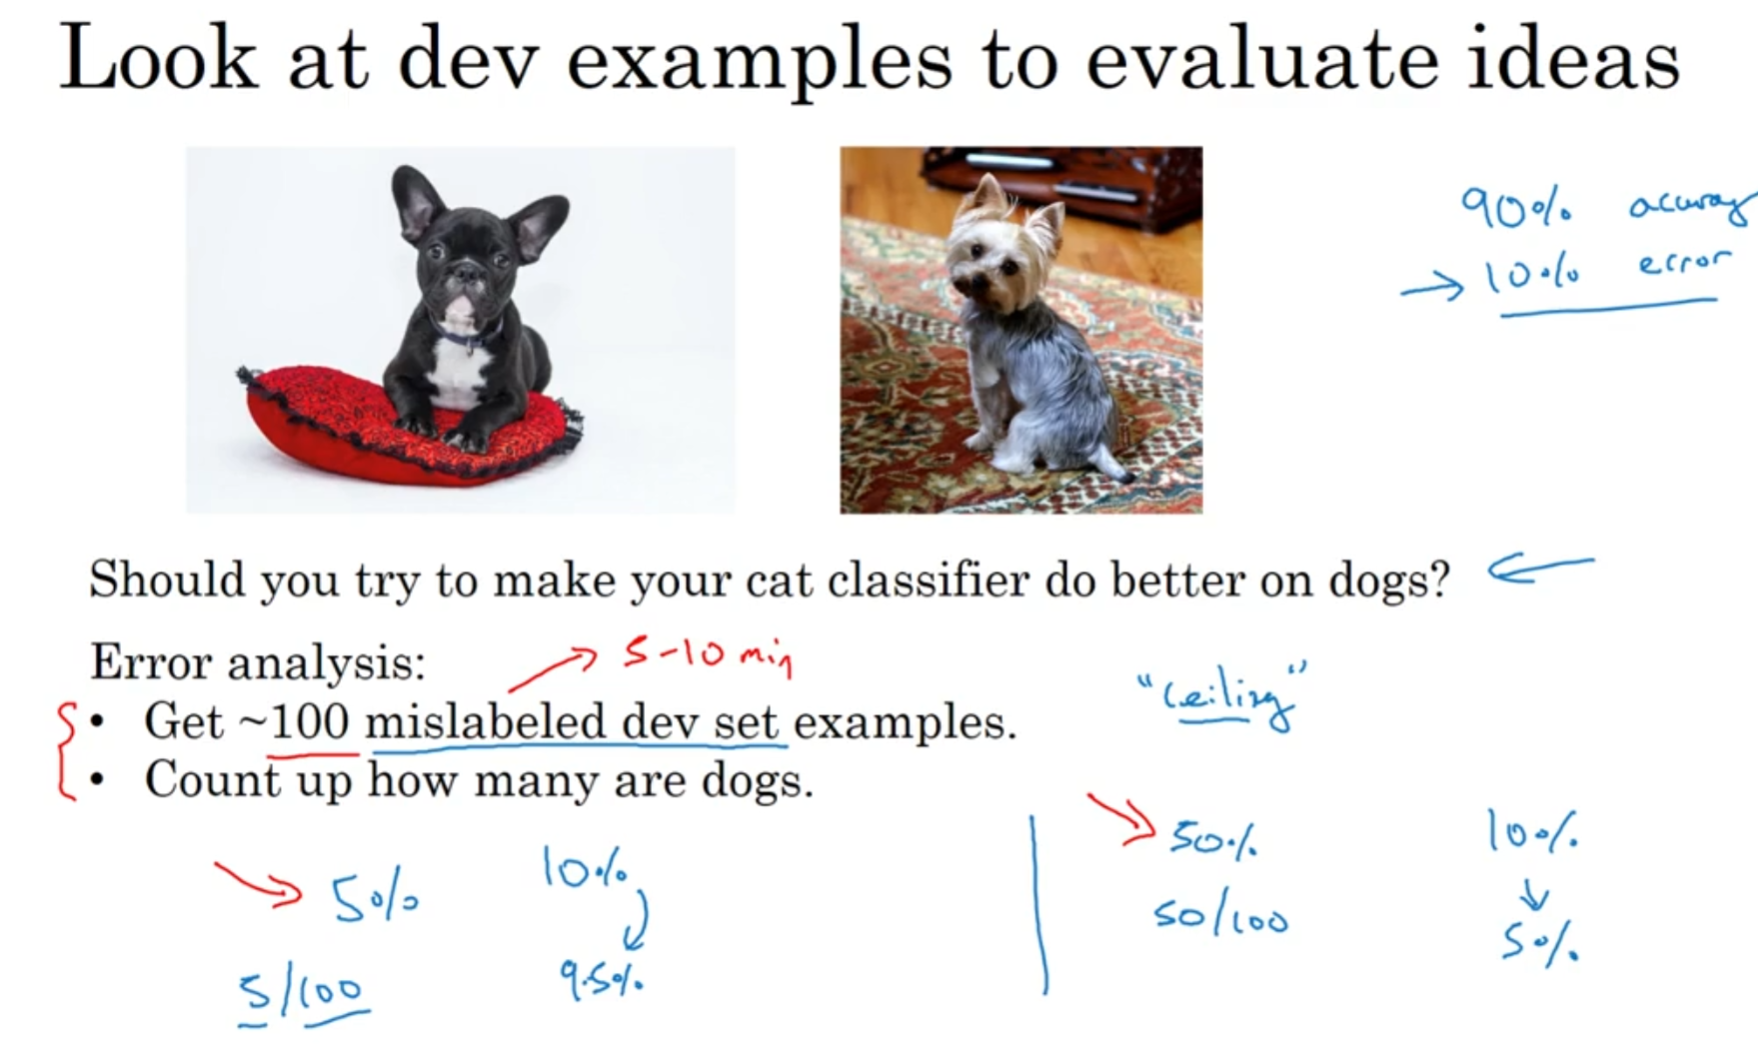 Look at dev examples to evaluate ideas
90% accuracy
→ 10% error
Should you try to make your cat classifier do better on dogs? ←
Error analysis:
→ 5-10 min
• Get ~100 mislabeled dev set examples.
• Count up how many are dogs.
"ceiling"
→ 5% 10%
5/100 9.5%
→ 50% 10%
50/100 ↓
5%